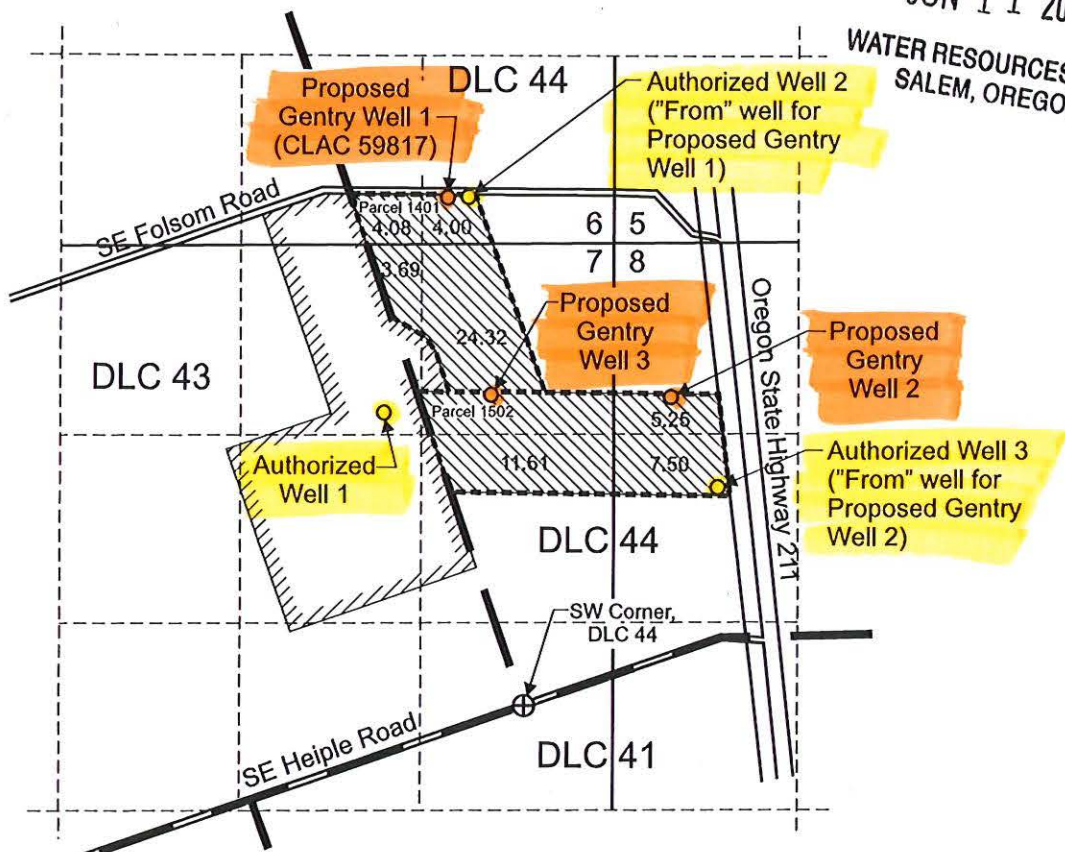 JUN 11 20
WATER RESOURCES
SALEM, OREGO
DLC 44
Proposed
Gentry Well 1
(CLAC 59817)
Authorized Well 2
("From" well for
Proposed Gentry
Well 1)
SE Folsom Road
Parcel 1401
4.08 4.00
6 5
7 8
3.69
24.32
Proposed
Gentry
Well 3
Oregon State Highway 211
Proposed
Gentry
Well 2
DLC 43
Parcel 1502
5.25
11.61
7.50
Authorized
Well 1
Authorized Well 3
("From" well for
Proposed Gentry
Well 2)
DLC 44
SW Corner,
DLC 44
SE Heiple Road
DLC 41